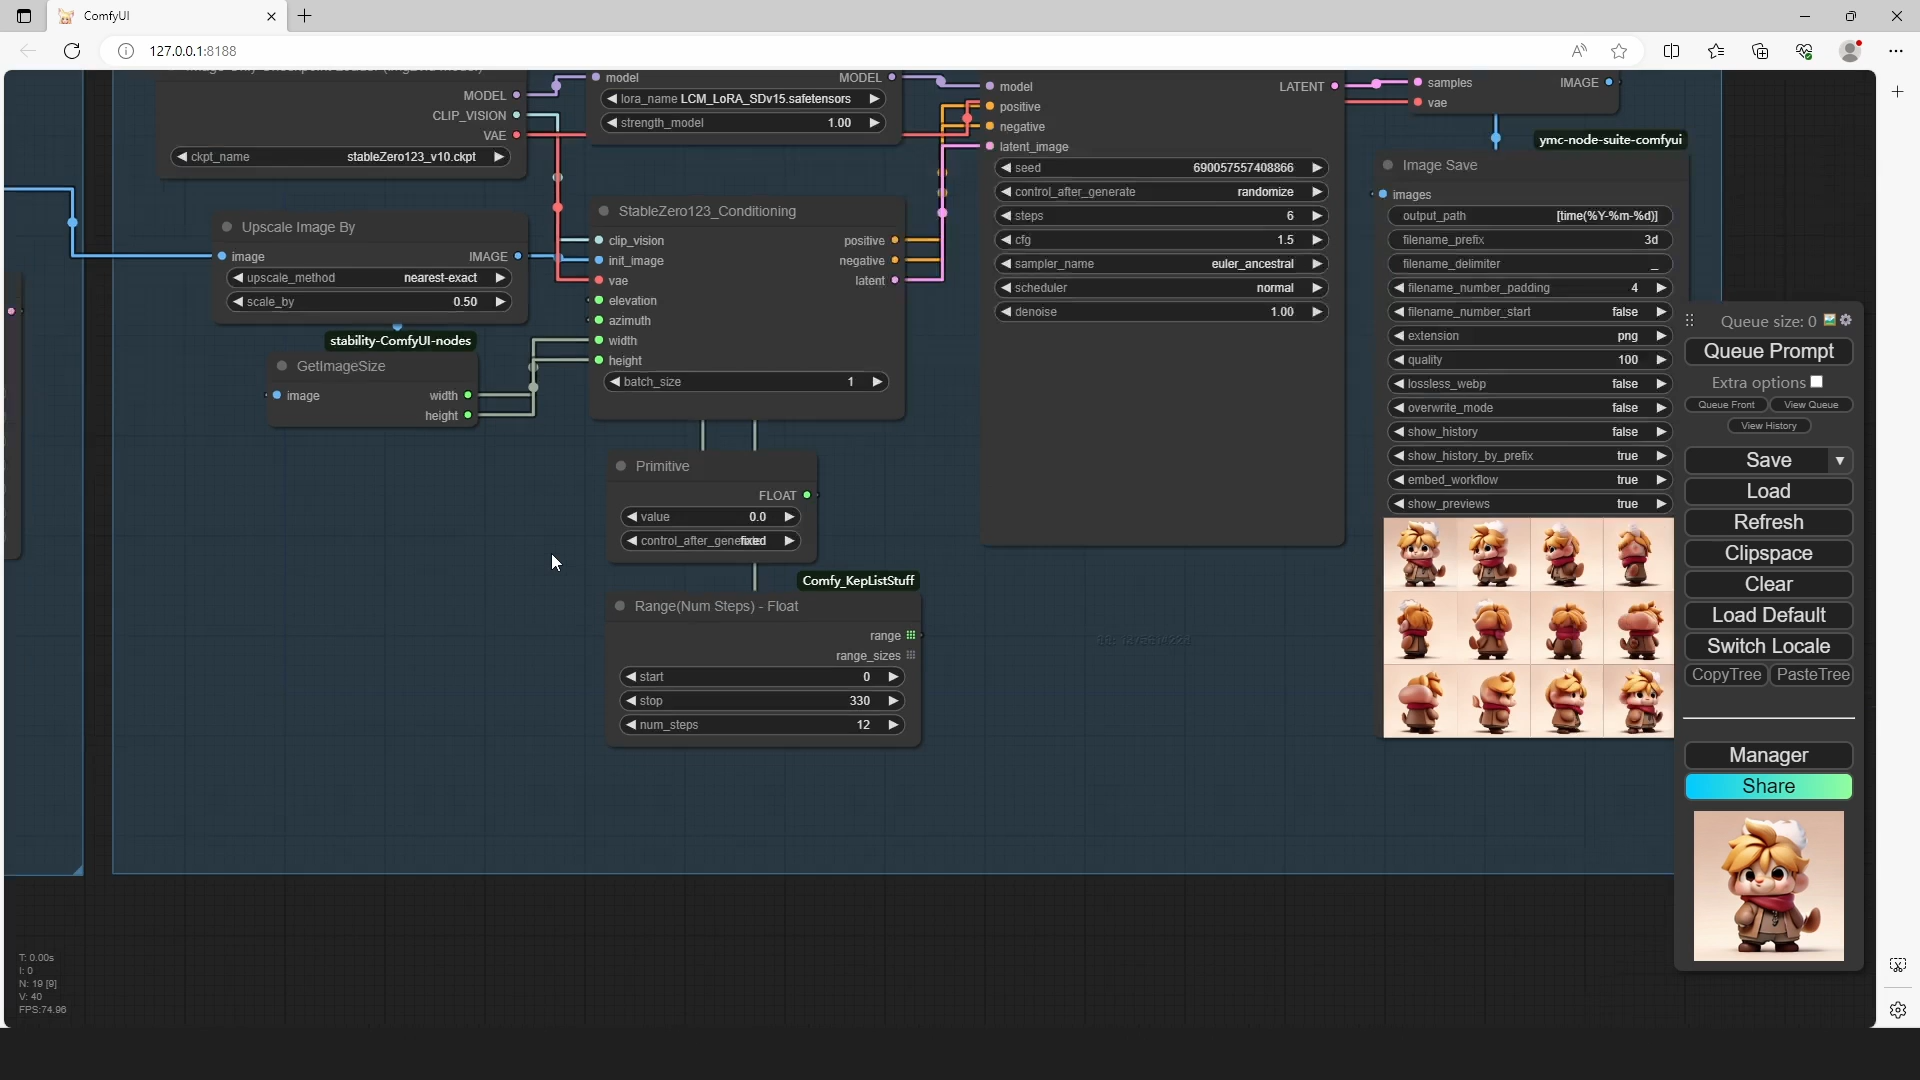 ComfyUI
127.0.0.1:8188
MODEL
CLIP_VISION
VAE
ckpt_name stableZero123_v10.ckpt
model MODEL
lora_name LCM_LoRA_SDv15.safetensors
strength_model 1.00
model LATENT
positive
negative
latent_image
seed 690057557408866
control_after_generate randomize
steps 6
cfg 1.5
sampler_name euler_ancestral
scheduler normal
denoise 1.00
samples IMAGE
vae
ymc-node-suite-comfyui
Image Save
images
output_path [time(%Y-%m-%d)]
filename_prefix 3d
filename_delimiter _
filename_number_padding 4
filename_number_start false
extension png
quality 100
lossless_webp false
overwrite_mode false
show_history false
show_history_by_prefix true
embed_workflow true
show_previews true
Upscale Image By
image IMAGE
upscale_method nearest-exact
scale_by 0.50
stability-ComfyUI-nodes
GetImageSize
image width
height
StableZero123_Conditioning
clip_vision positive
init_image negative
vae latent
elevation
azimuth
width
height
batch_size 1
Primitive
FLOAT
value 0.0
control_after_generate fixed
Comfy_KepListStuff
Range(Num Steps) - Float
range
range_sizes
start 0
stop 330
num_steps 12
Queue size: 0
Queue Prompt
Extra options
Queue Front View Queue
View History
Save
Load
Refresh
Clipspace
Clear
Load Default
Switch Locale
CopyTree PasteTree
Manager
Share
T: 0.00s
I: 0
N: 19 [9]
V: 40
FPS:74.96